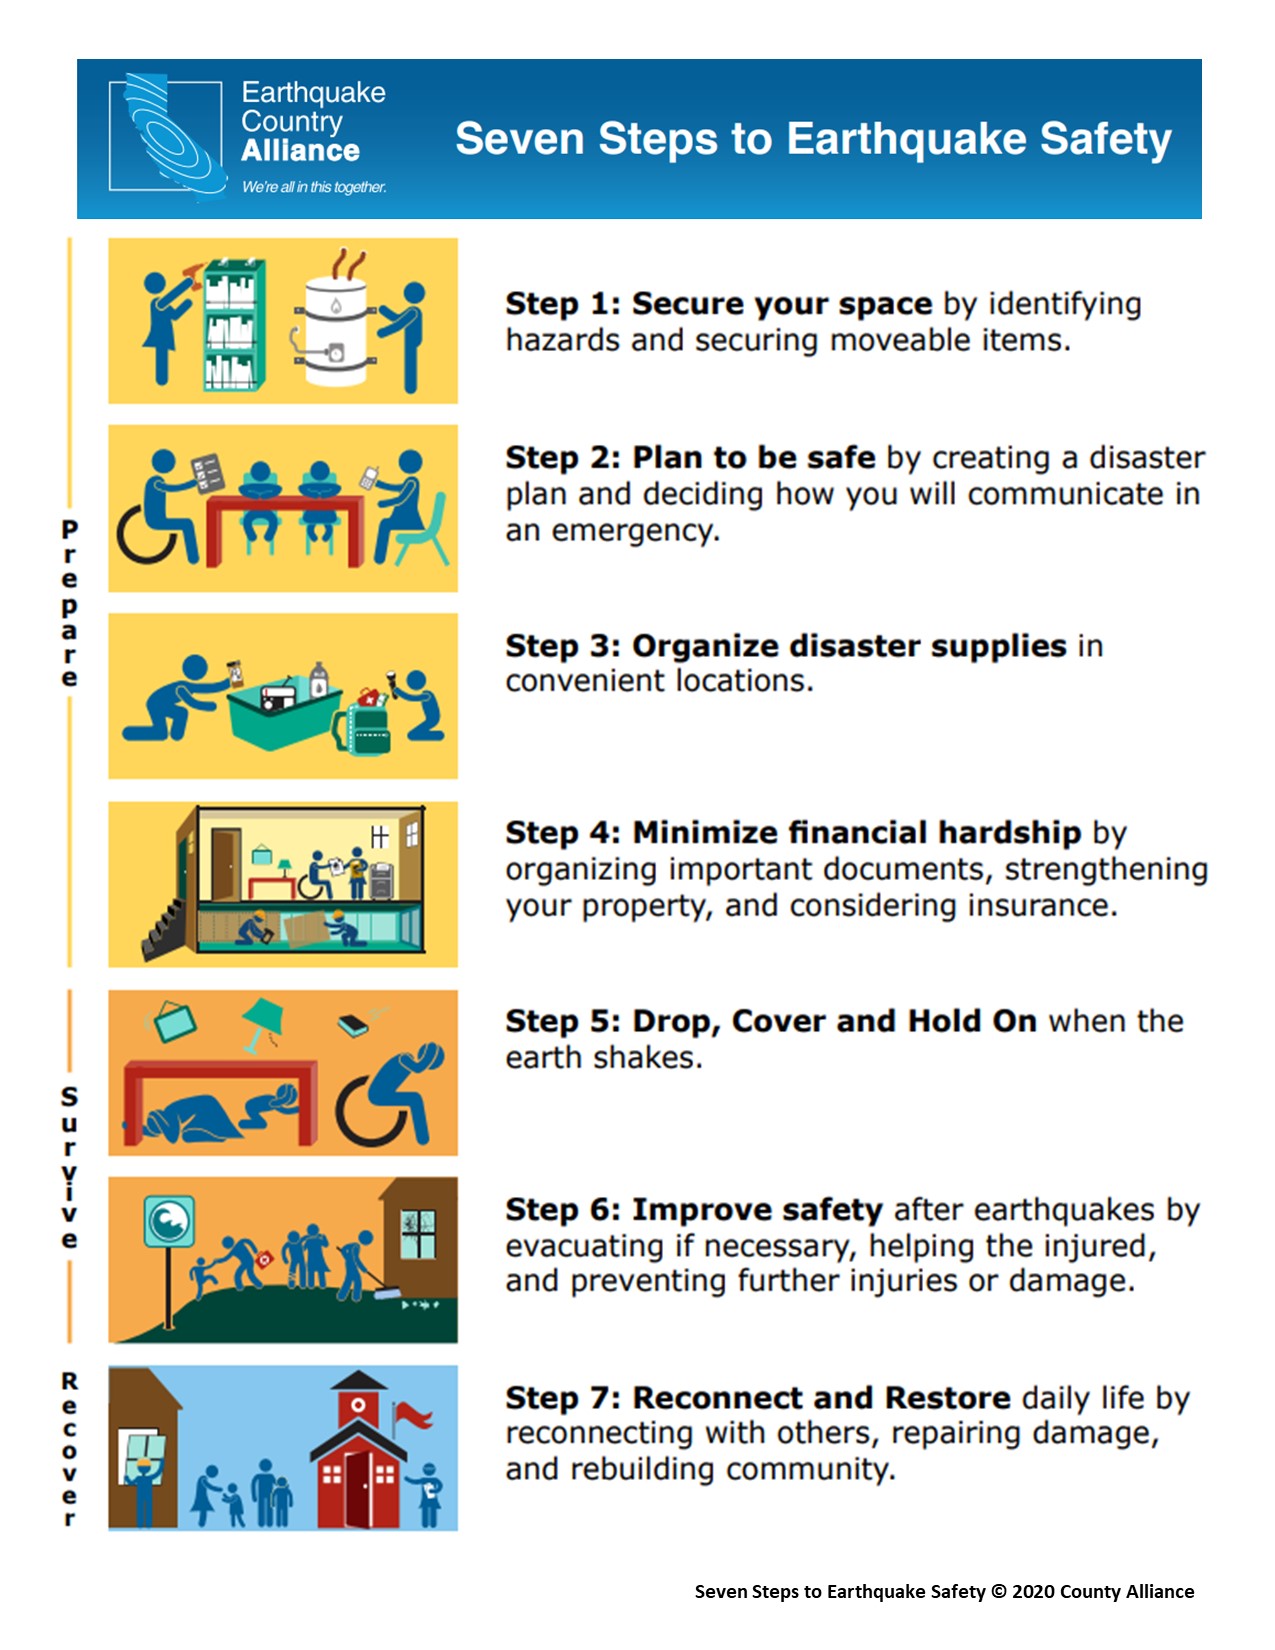 Earthquake
Country
Alliance
We're all in this together.
Seven Steps to Earthquake Safety
Prepare
Step 1: Secure your space by identifying
hazards and securing moveable items.
Step 2: Plan to be safe by creating a disaster
plan and deciding how you will communicate in
an emergency.
Step 3: Organize disaster supplies in
convenient locations.
Step 4: Minimize financial hardship by
organizing important documents, strengthening
your property, and considering insurance.
Survive
Step 5: Drop, Cover and Hold On when the
earth shakes.
Step 6: Improve safety after earthquakes by
evacuating if necessary, helping the injured,
and preventing further injuries or damage.
Recover
Step 7: Reconnect and Restore daily life by
reconnecting with others, repairing damage,
and rebuilding community.
Seven Steps to Earthquake Safety © 2020 County Alliance